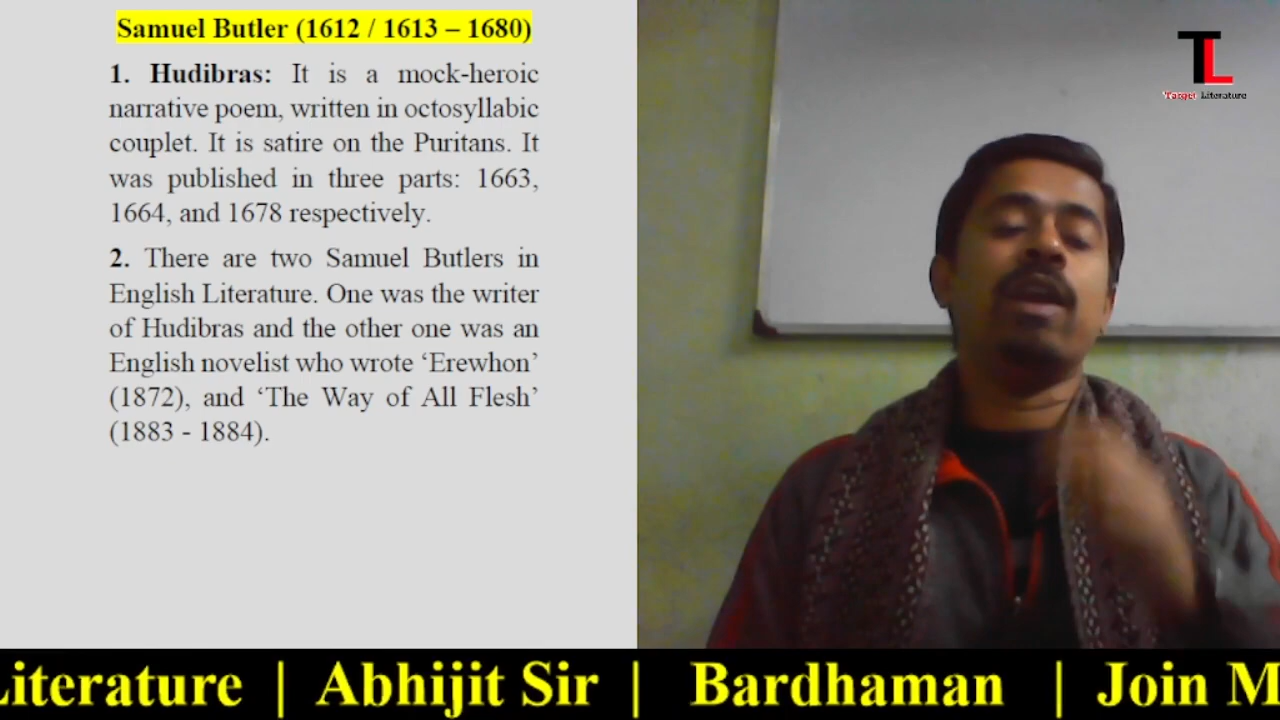 Samuel Butler (1612 / 1613 – 1680)
1. Hudibras: It is a mock-heroic
narrative poem, written in octosyllabic
couplet. It is satire on the Puritans. It
was published in three parts: 1663,
1664, and 1678 respectively.
2. There are two Samuel Butlers in
English Literature. One was the writer
of Hudibras and the other one was an
English novelist who wrote ‘Erewhon’
(1872), and ‘The Way of All Flesh’
(1883 - 1884).
TL
Target Literature
Literature | Abhijit Sir | Bardhaman | Join M